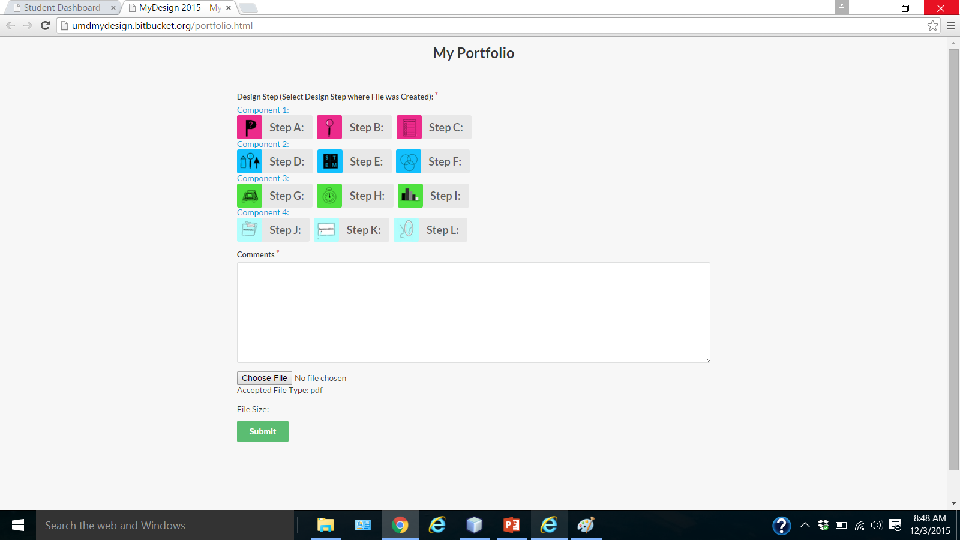 Student Dashboard
MyDesign 2015 - My
umdmydesign.bitbucket.org/portfolio.html
My Portfolio
Design Step (Select Design Step where File was Created): *
Component 1:
Step A: Step B: Step C:
Component 2:
Step D: Step E: Step F:
Component 3:
Step G: Step H: Step I:
Component 4:
Step J: Step K: Step L:
Comments *
Choose File No file chosen
Accepted File Type: pdf
File Size:
Submit
Search the web and Windows
8:48 AM
12/3/2015